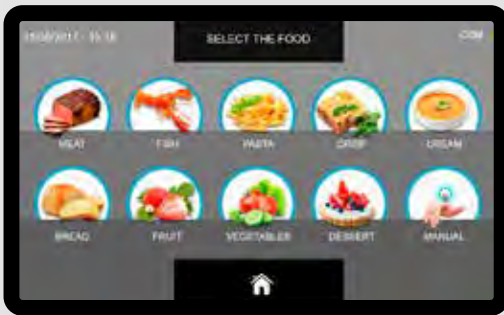 SELECT THE FOOD
MEAT
FISH
PASTA
CREAM
BREAD
FRUIT
VEGETABLES
DESSERT
MANUAL